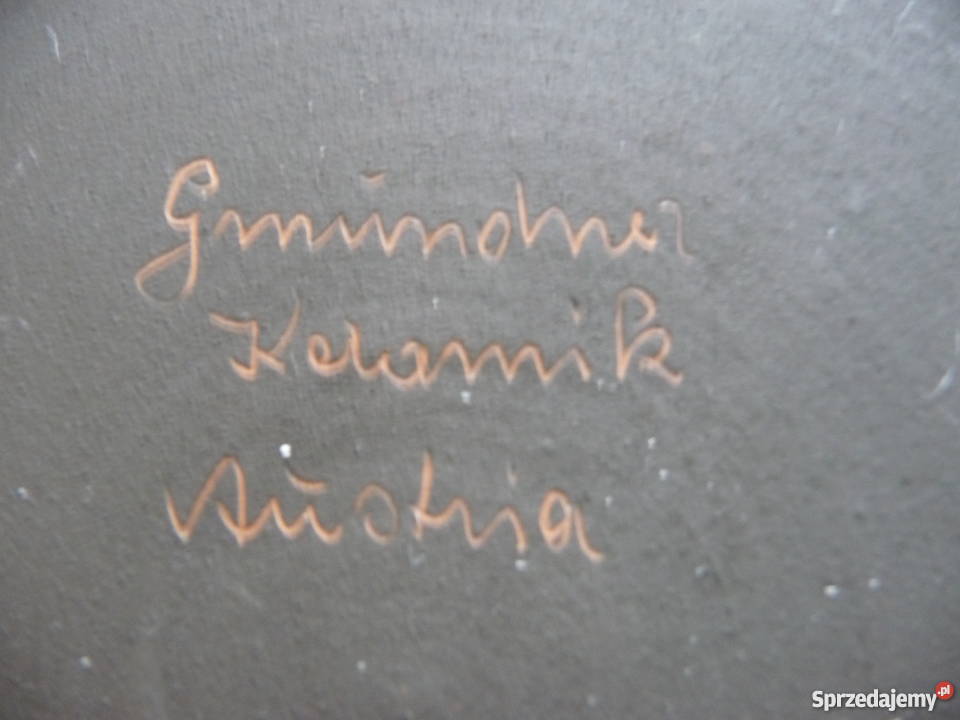 Gmundner
Keramik
Austria
Sprzedajemy.pl